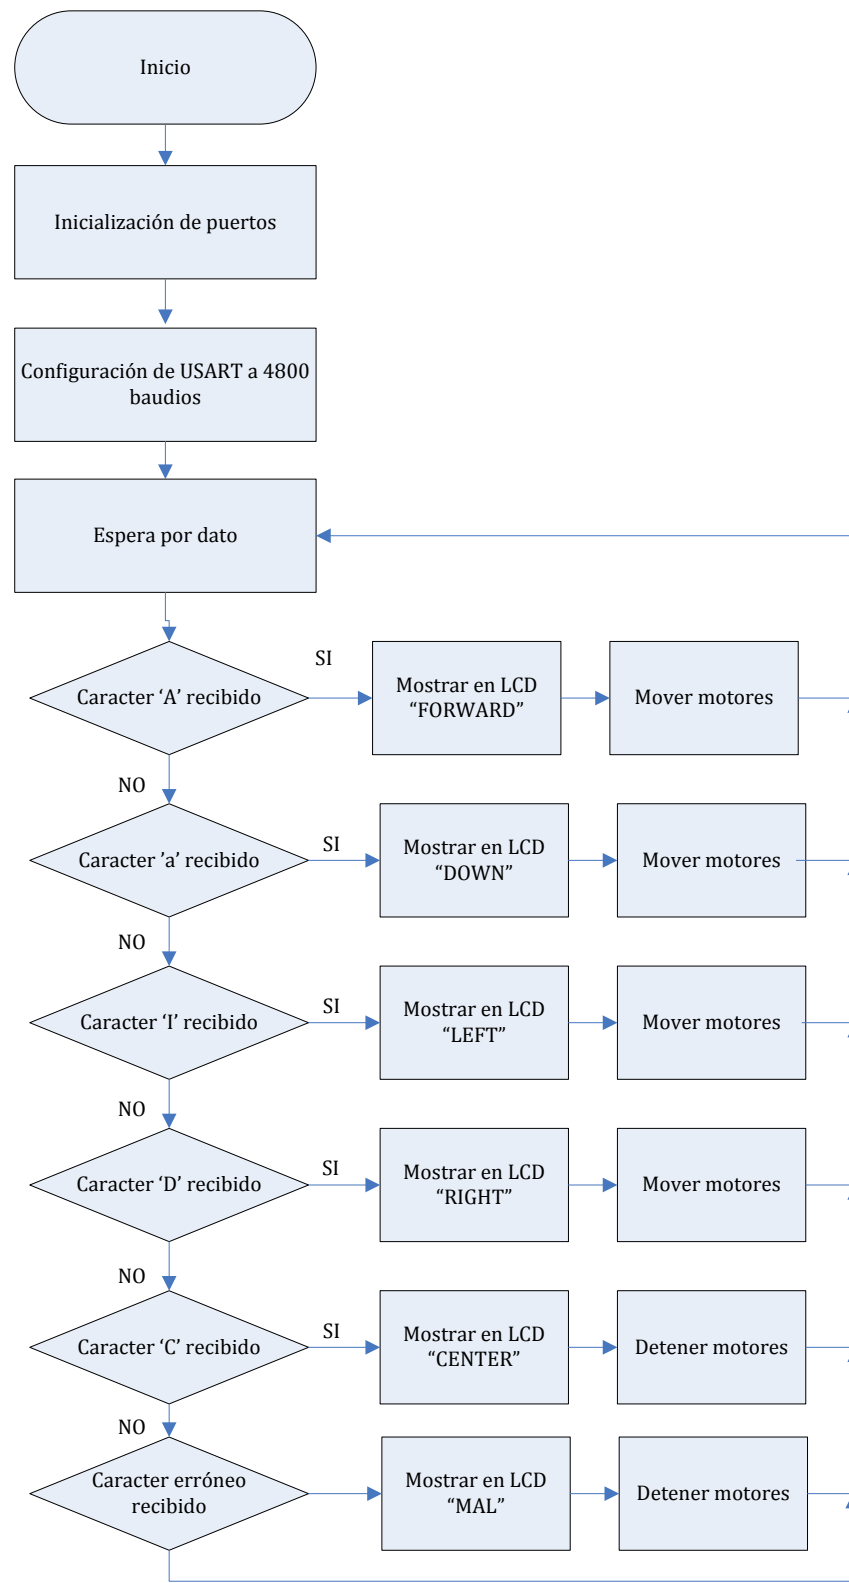 Inicio
Inicialización de puertos
Configuración de USART a 4800
baudios
Espera por dato
Caracter ‘A’ recibido
SI
Mostrar en LCD
“FORWARD”
Mover motores
NO
Caracter ’a’ recibido
SI
Mostrar en LCD
“DOWN”
Mover motores
NO
Caracter ‘I’ recibido
SI
Mostrar en LCD
“LEFT”
Mover motores
NO
Caracter ‘D’ recibido
SI
Mostrar en LCD
“RIGHT”
Mover motores
NO
Caracter ‘C’ recibido
SI
Mostrar en LCD
“CENTER”
Detener motores
NO
Caracter erróneo
recibido
Mostrar en LCD
“MAL”
Detener motores